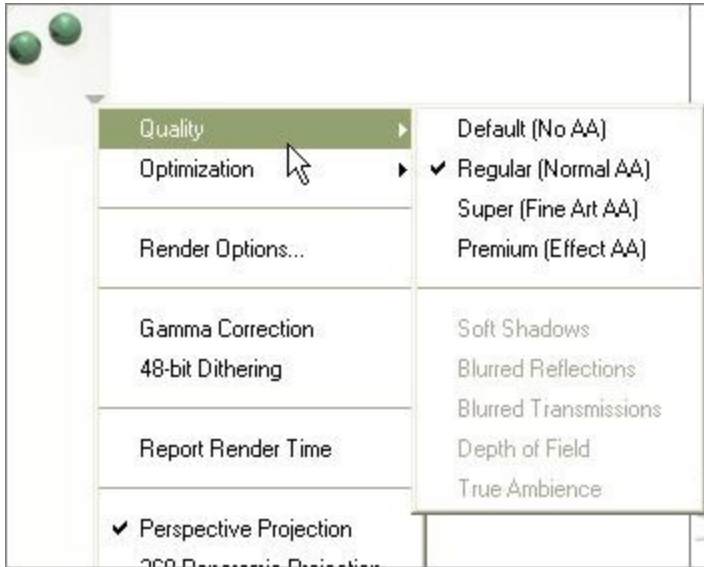 Quality
Optimization
Render Options...
Gamma Correction
48-bit Dithering
Report Render Time
Perspective Projection
Default (No AA)
Regular (Normal AA)
Super (Fine Art AA)
Premium (Effect AA)
Soft Shadows
Blurred Reflections
Blurred Transmissions
Depth of Field
True Ambience